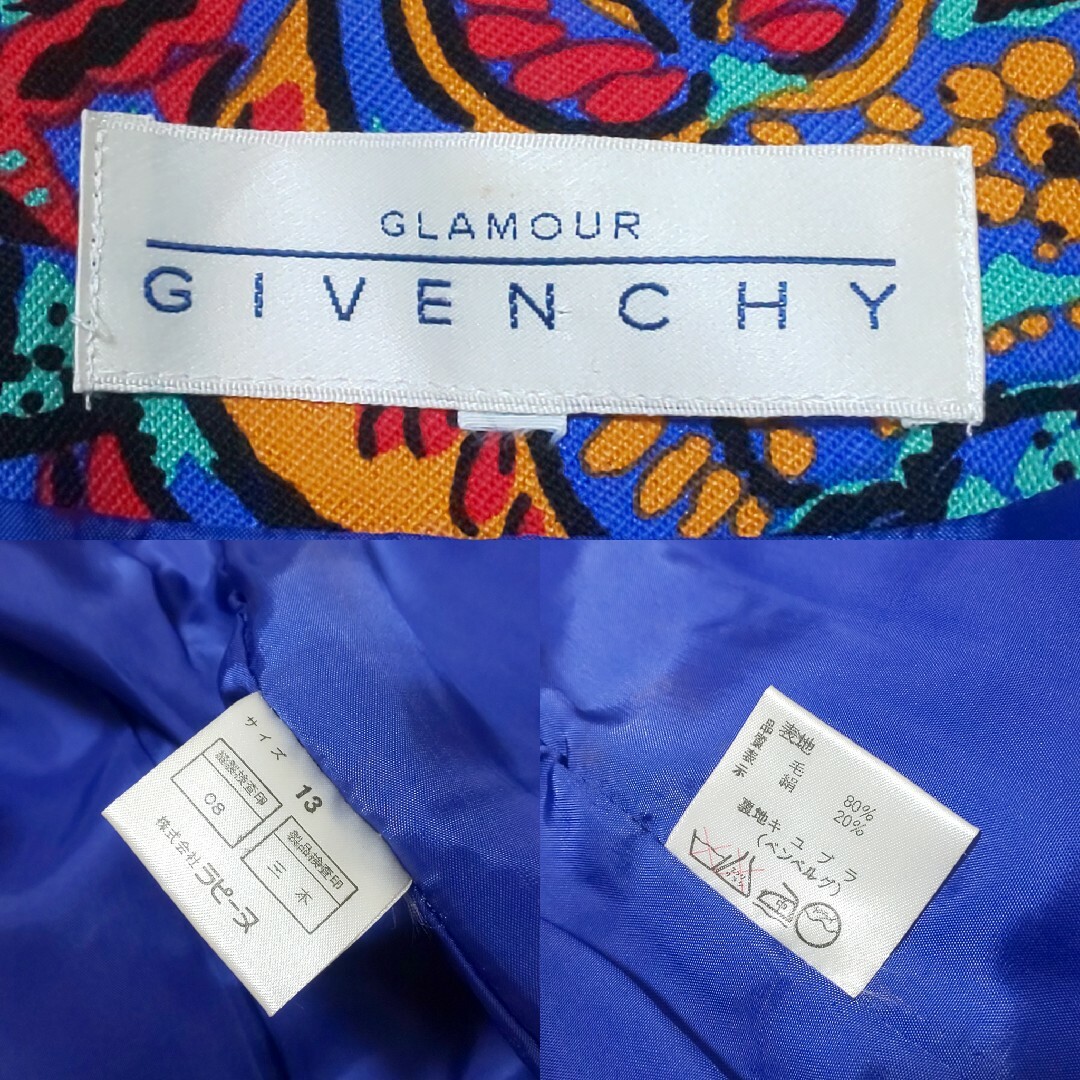 GLAMOUR
GIVENCHY
サイズ 13
縫製検査印
08
製品検査印
三本
株式会社ラピーヌ
品質表示
表地 毛 80%
絹 20%
裏地キュプラ
(ベンベルグ)